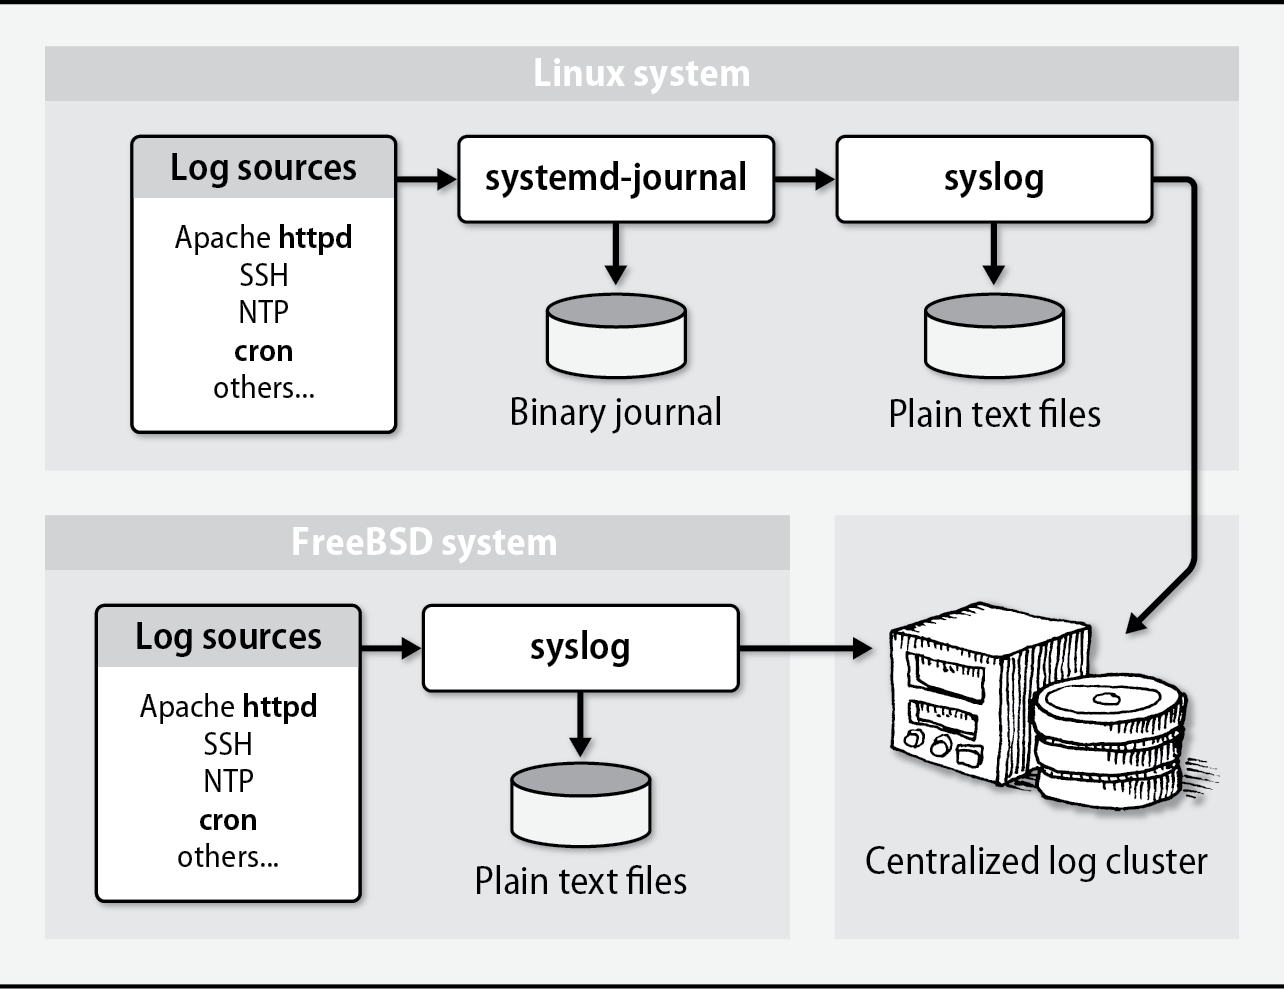 Linux system
Log sources
Apache httpd
SSH
NTP
cron
others...
systemd-journal
Binary journal
syslog
Plain text files
FreeBSD system
Log sources
Apache httpd
SSH
NTP
cron
others...
syslog
Plain text files
Centralized log cluster